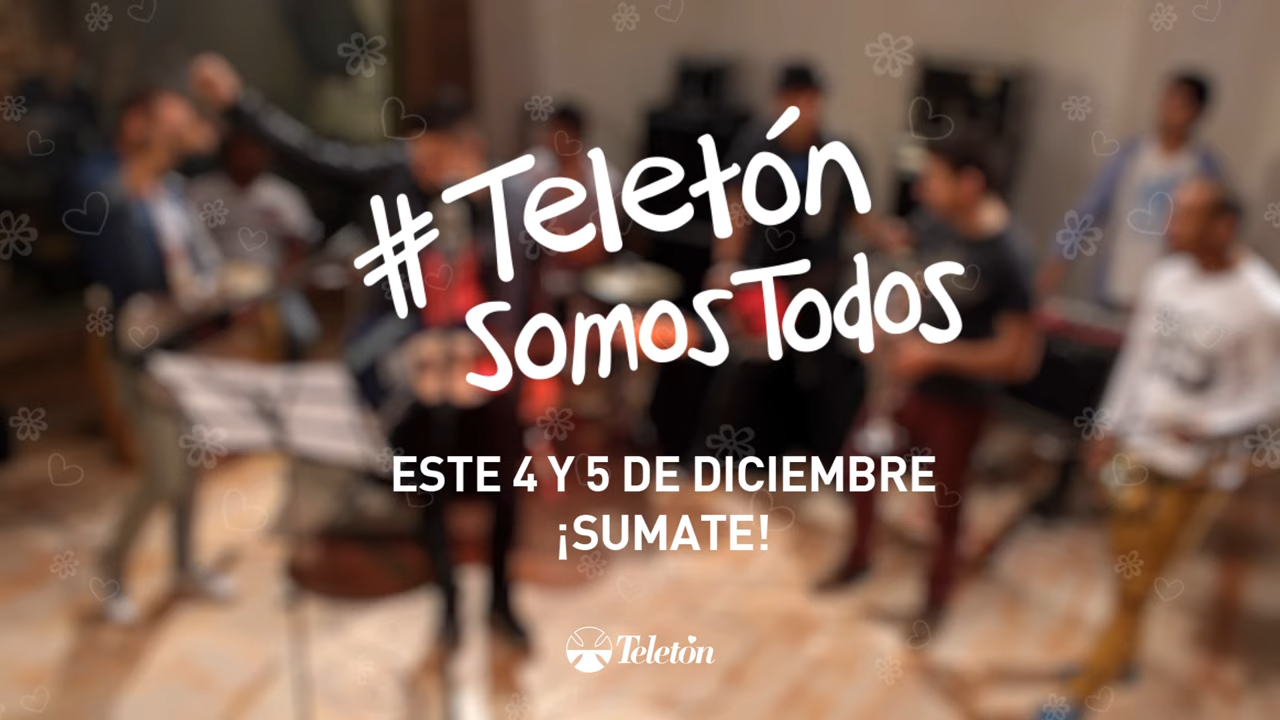 #Teletón
SomosTodos
ESTE 4 Y 5 DE DICIEMBRE
¡SUMATE!
Teletón